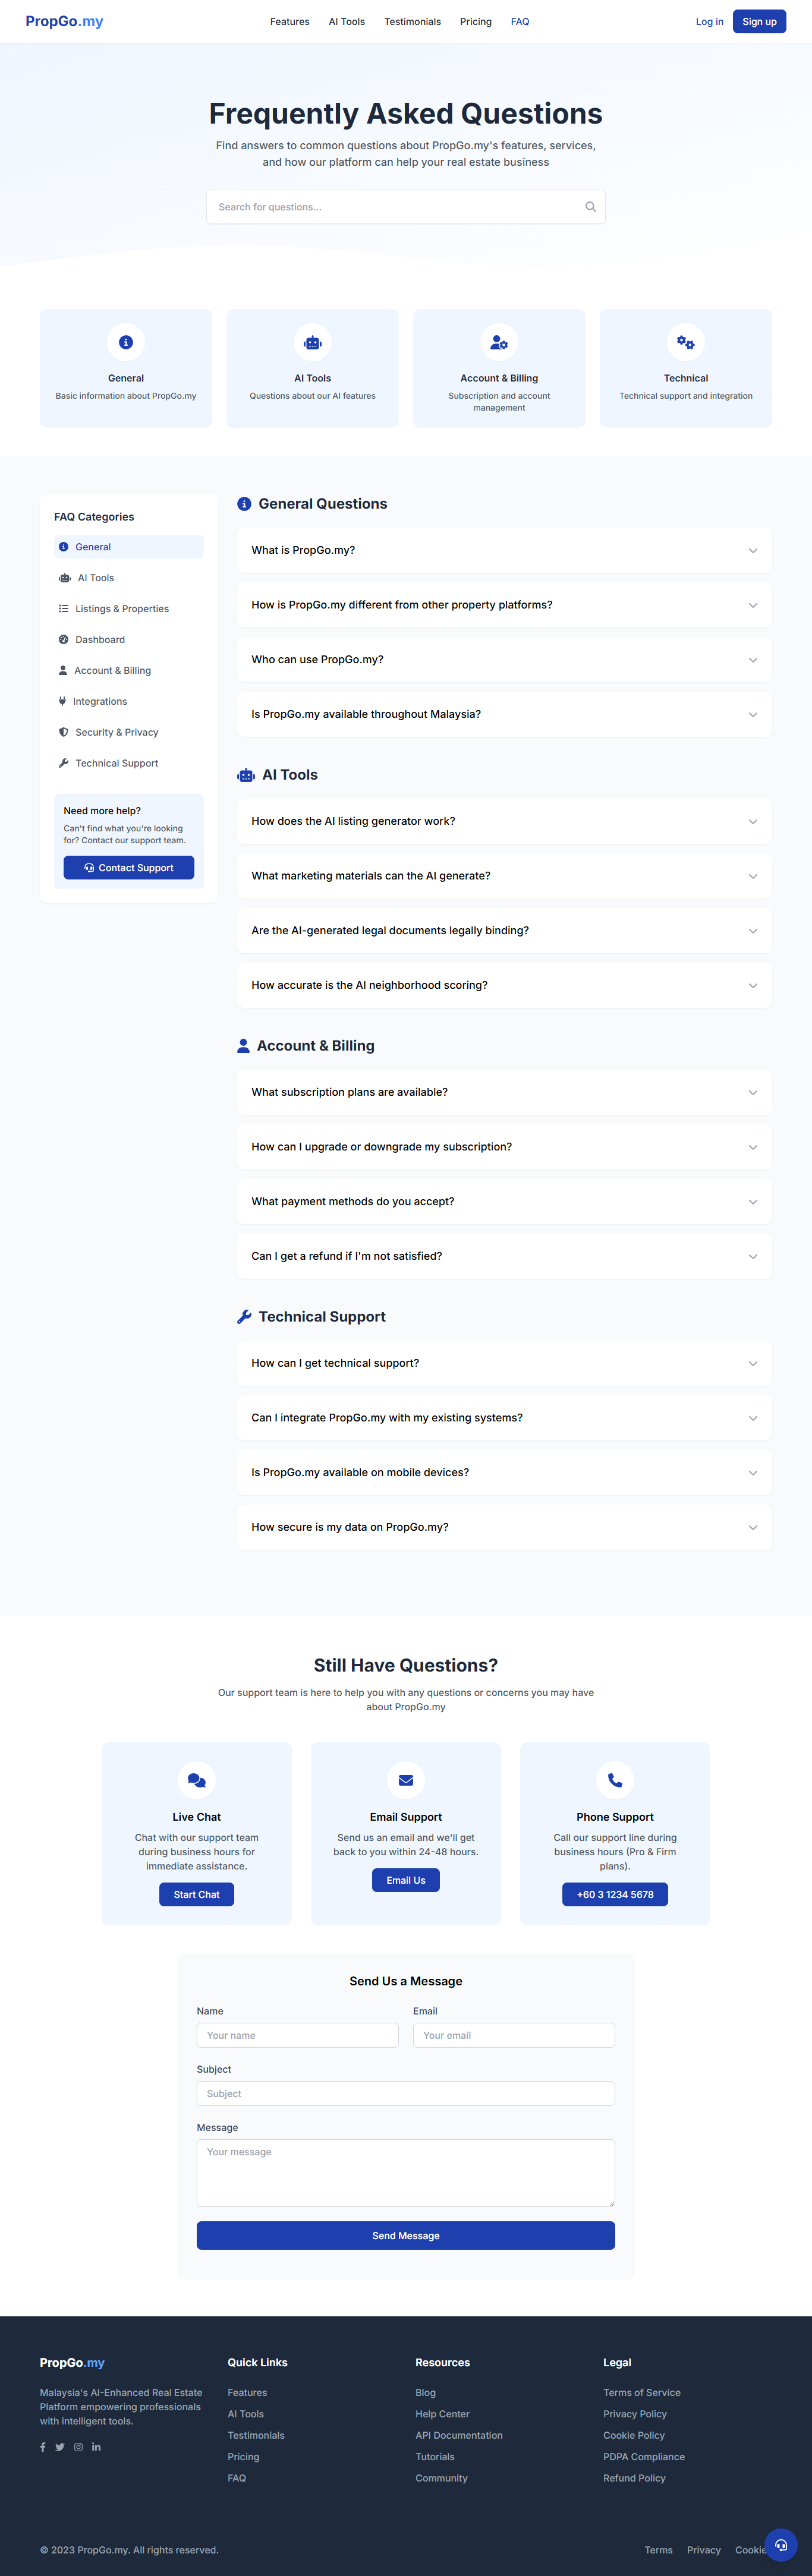 PropGo.my
Features
AI Tools
Testimonials
Pricing
FAQ
Log in
Sign up
Frequently Asked Questions
Find answers to common questions about PropGo.my's features, services,
and how our platform can help your real estate business
Search for questions...
General
Basic information about PropGo.my
AI Tools
Questions about our AI features
Account & Billing
Subscription and account
management
Technical
Technical support and integration
FAQ Categories
General
AI Tools
Listings & Properties
Dashboard
Account & Billing
Integrations
Security & Privacy
Technical Support
Need more help?
Can't find what you're looking
for? Contact our support team.
Contact Support
General Questions
What is PropGo.my?
How is PropGo.my different from other property platforms?
Who can use PropGo.my?
Is PropGo.my available throughout Malaysia?
AI Tools
How does the AI listing generator work?
What marketing materials can the AI generate?
Are the AI-generated legal documents legally binding?
How accurate is the AI neighborhood scoring?
Account & Billing
What subscription plans are available?
How can I upgrade or downgrade my subscription?
What payment methods do you accept?
Can I get a refund if I'm not satisfied?
Technical Support
How can I get technical support?
Can I integrate PropGo.my with my existing systems?
Is PropGo.my available on mobile devices?
How secure is my data on PropGo.my?
Still Have Questions?
Our support team is here to help you with any questions or concerns you may have
about PropGo.my
Live Chat
Chat with our support team
during business hours for
immediate assistance.
Start Chat
Email Support
Send us an email and we'll get
back to you within 24-48 hours.
Email Us
Phone Support
Call our support line during
business hours (Pro & Firm
plans).
+60 3 1234 5678
Send Us a Message
Name
Your name
Email
Your email
Subject
Subject
Message
Your message
Send Message
PropGo.my
Malaysia's AI-Enhanced Real Estate
Platform empowering professionals
with intelligent tools.
Quick Links
Features
AI Tools
Testimonials
Pricing
FAQ
Resources
Blog
Help Center
API Documentation
Tutorials
Community
Legal
Terms of Service
Privacy Policy
Cookie Policy
PDPA Compliance
Refund Policy
© 2023 PropGo.my. All rights reserved.
Terms
Privacy
Cookie